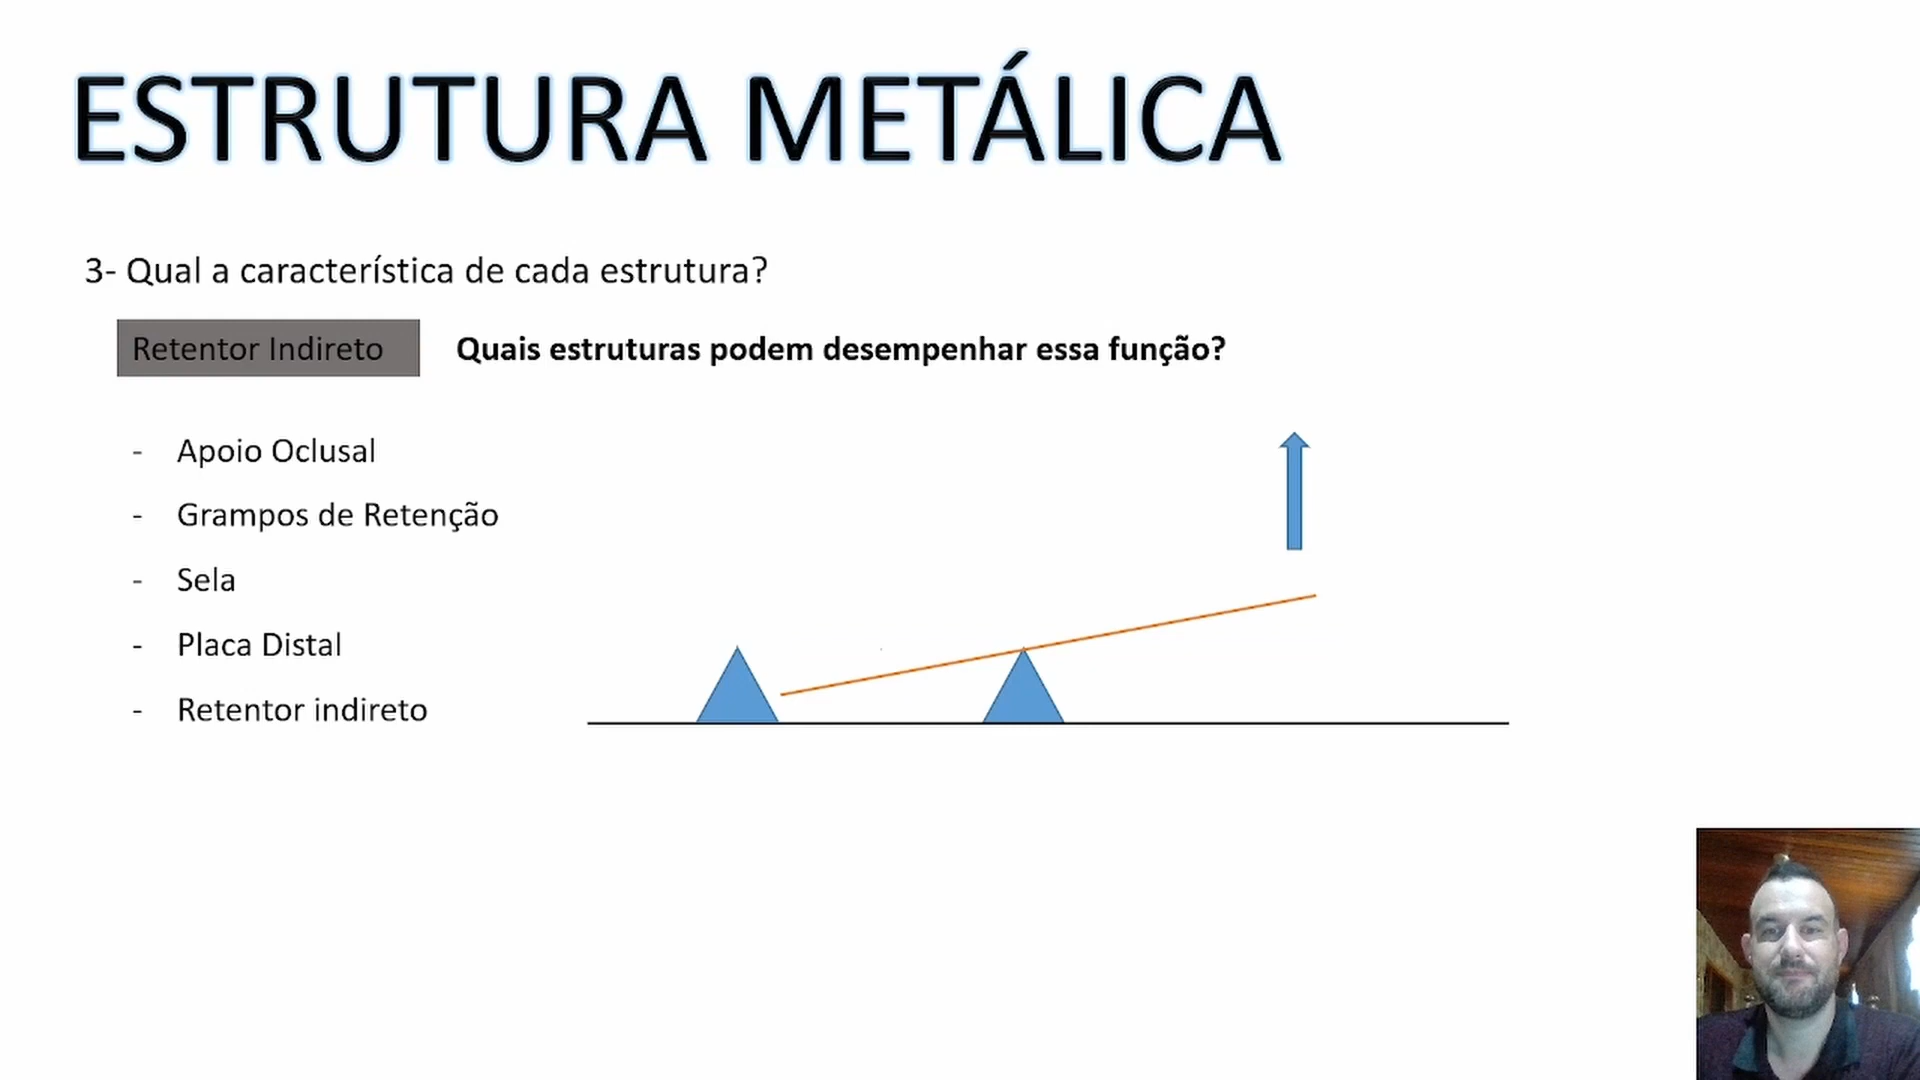 ESTRUTURA METÁLICA
3- Qual a característica de cada estrutura?
Retentor Indireto
Quais estruturas podem desempenhar essa função?
- Apoio Oclusal
- Grampos de Retenção
- Sela
- Placa Distal
- Retentor indireto